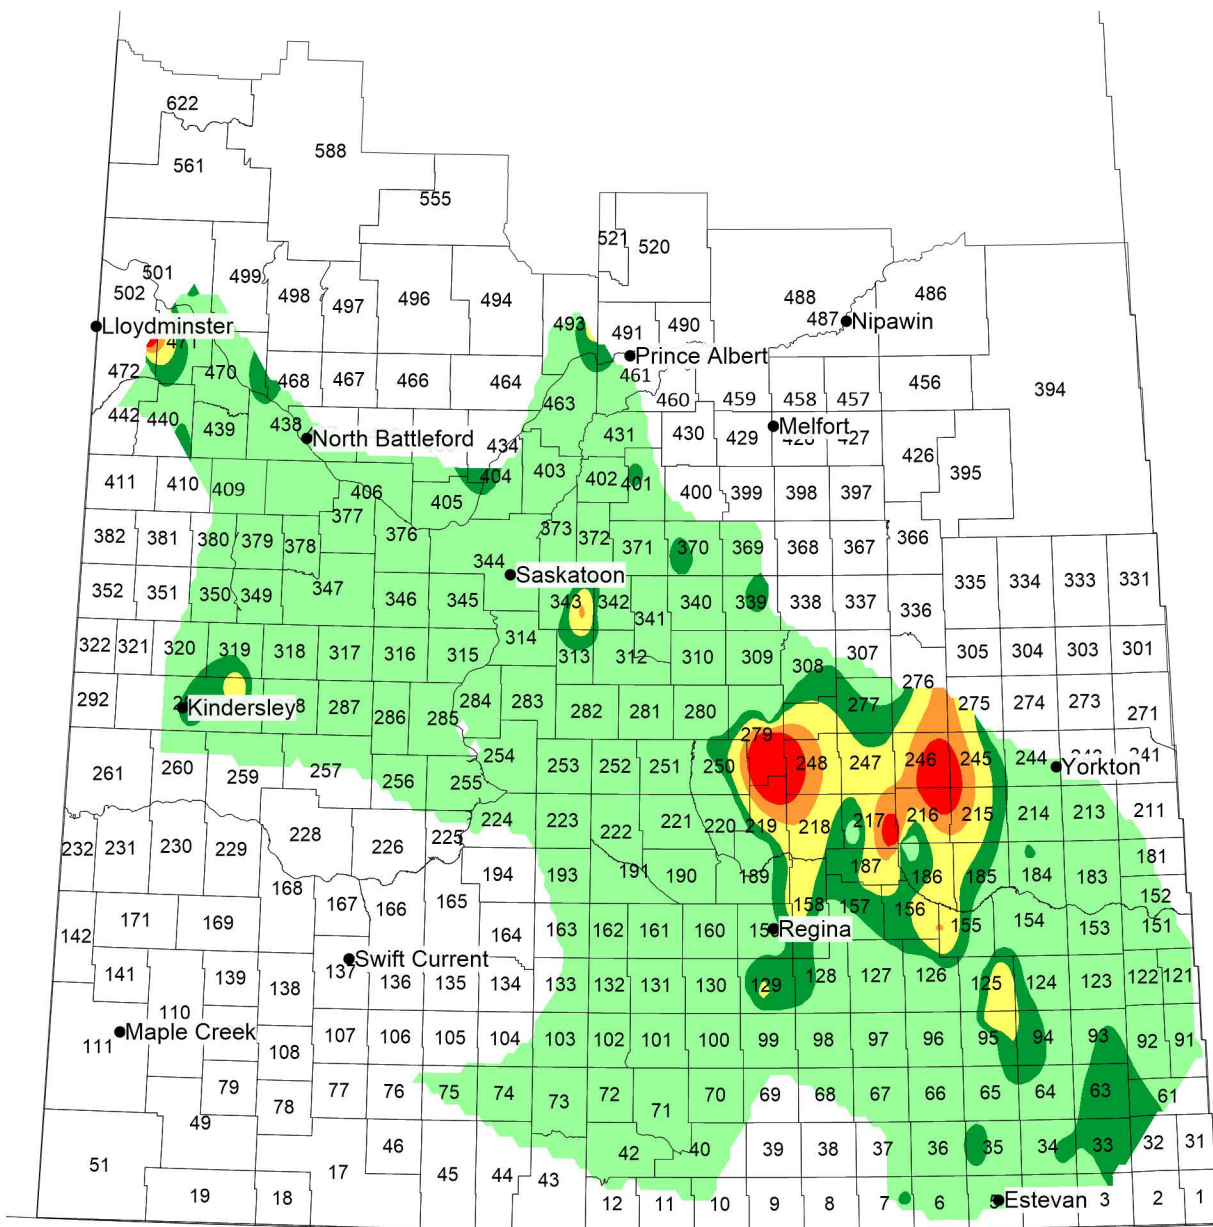 622
588
561
555
521 520
501 499 498 497 496 494
502
488 486
487 Nipawin
Lloydminster
493 491 490
Prince Albert
472 471 470 468 467 466 464 461
463 460 459 458 457 456 394
442 440 439 438
North Battleford 434
431 430 429 Melfort 427
426 395
411 410 409 406 405 404 403 402 401 400 399 398 397
377 376 373 372
382 381 380 379 378 371 370 369 368 367 366
344
Saskatoon
352 351 350 349 347 346 345 343 342 341 340 339 338 337 336 335 334 333 331
322 321 320 319 318 317 316 315 314 313 312 310 309 308 307 305 304 303 301
276
292 Kindersley 287 286 285 284 283 282 281 280 279 277 275 274 273 271
261 260 259 257 256 255 254 253 252 251 250 248 247 246 245 244 241
Yorkton
232 231 230 229 228 226 225 224 223 222 221 220 219 218 217 216 215 214 213 211
168 194 193 191 190 189 187 186 185 184 183 181
152
171 169 167 166 165 158 157 156 155 154 153 151
142 164 163 162 161 160 Regina
Swift Current
141 139 138 137 136 135 134 133 132 131 130 129 128 127 126 125 124 123 122 121
110
111 Maple Creek
108 107 106 105 104 103 102 101 100 99 98 97 96 95 94 93 92 91
79 78 77 76 75 74 73 72 71 70 69 68 67 66 65 64 63 61
51 49 46 45 44 43 42 40 39 38 37 36 35 34 33 32 31
19 18 17 12 11 10 9 8 7 6 5 Estevan 3 2 1